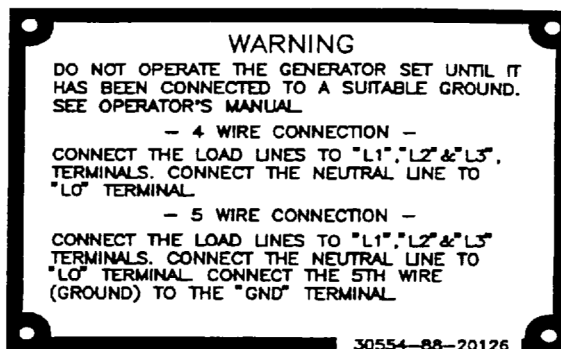 WARNING
DO NOT OPERATE THE GENERATOR SET UNTIL IT
HAS BEEN CONNECTED TO A SUITABLE GROUND.
SEE OPERATOR'S MANUAL
— 4 WIRE CONNECTION —
CONNECT THE LOAD LINES TO "L1","L2"&"L3",
TERMINALS. CONNECT THE NEUTRAL LINE TO
"L0" TERMINAL
— 5 WIRE CONNECTION —
CONNECT THE LOAD LINES TO "L1","L2"&"L3"
TERMINALS. CONNECT THE NEUTRAL LINE TO
"L0" TERMINAL CONNECT THE 5TH WIRE
(GROUND) TO THE "GND" TERMINAL
30554-88-20126